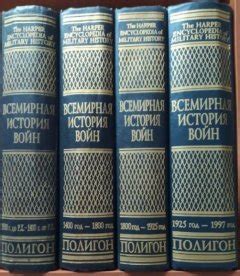 The HARPER
ENCYCLOPEDIA of
MILITARY HISTORY
ВСЕМИРНАЯ
ИСТОРИЯ
ВОЙН
ПОЛИГОН
The HARPER
ENCYCLOPEDIA of
MILITARY HISTORY
ВСЕМИРНАЯ
ИСТОРИЯ
ВОЙН
1400 год — 1800 год
ПОЛИГОН
The HARPER
ENCYCLOPEDIA of
MILITARY HISTORY
ВСЕМИРНАЯ
ИСТОРИЯ
ВОЙН
1800 год — 1925 год
ПОЛИГОН
The HARPER
ENCYCLOPEDIA of
MILITARY HISTORY
ВСЕМИРНАЯ
ИСТОРИЯ
ВОЙН
1925 год — 1997 год
ПОЛИГОН